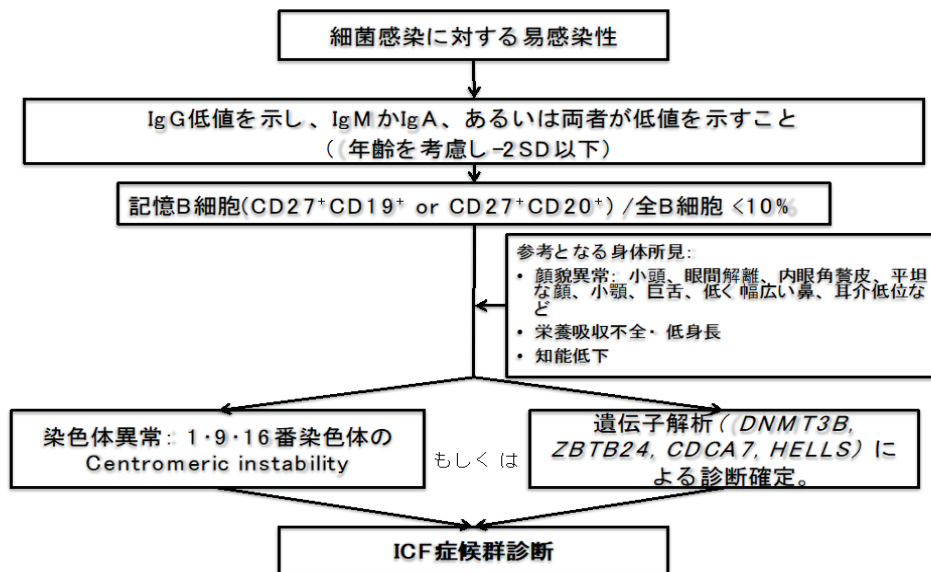 細菌感染に対する易感染性
IgG低値を示し、IgMかIgA、あるいは両者が低値を示すこと
((年齢を考慮し-2SD以下)
記憶B細胞(CD27⁺CD19⁺ or CD27⁺CD20⁺) /全B細胞 <10%
参考となる身体所見:
• 顔貌異常: 小頭、眼間解離、内眼角贅皮、平坦
な顔、小顎、巨舌、低く幅広い鼻、耳介低位な
ど
• 栄養吸収不全・低身長
• 知能低下
染色体異常: 1・9・16番染色体の
Centromeric instability
もしくは
遺伝子解析((DNMT3B,
ZBTB24, CDCA7, HELLS) に
よる診断確定。
ICF症候群診断